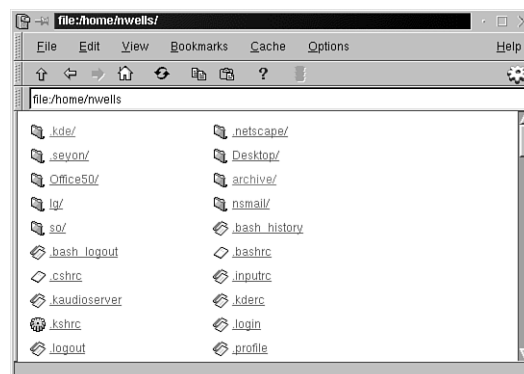 file:/home/nwells/
File Edit View Bookmarks Cache Options Help
?
file:/home/nwells
.kde/ .netscape/
.seyon/ Desktop/
Office50/ archive/
lg/ nsmail/
so/ .bash_history
.bash_logout .bashrc
.cshrc .inputrc
.kaudioserver .kderc
.kshrc .login
.logout .profile